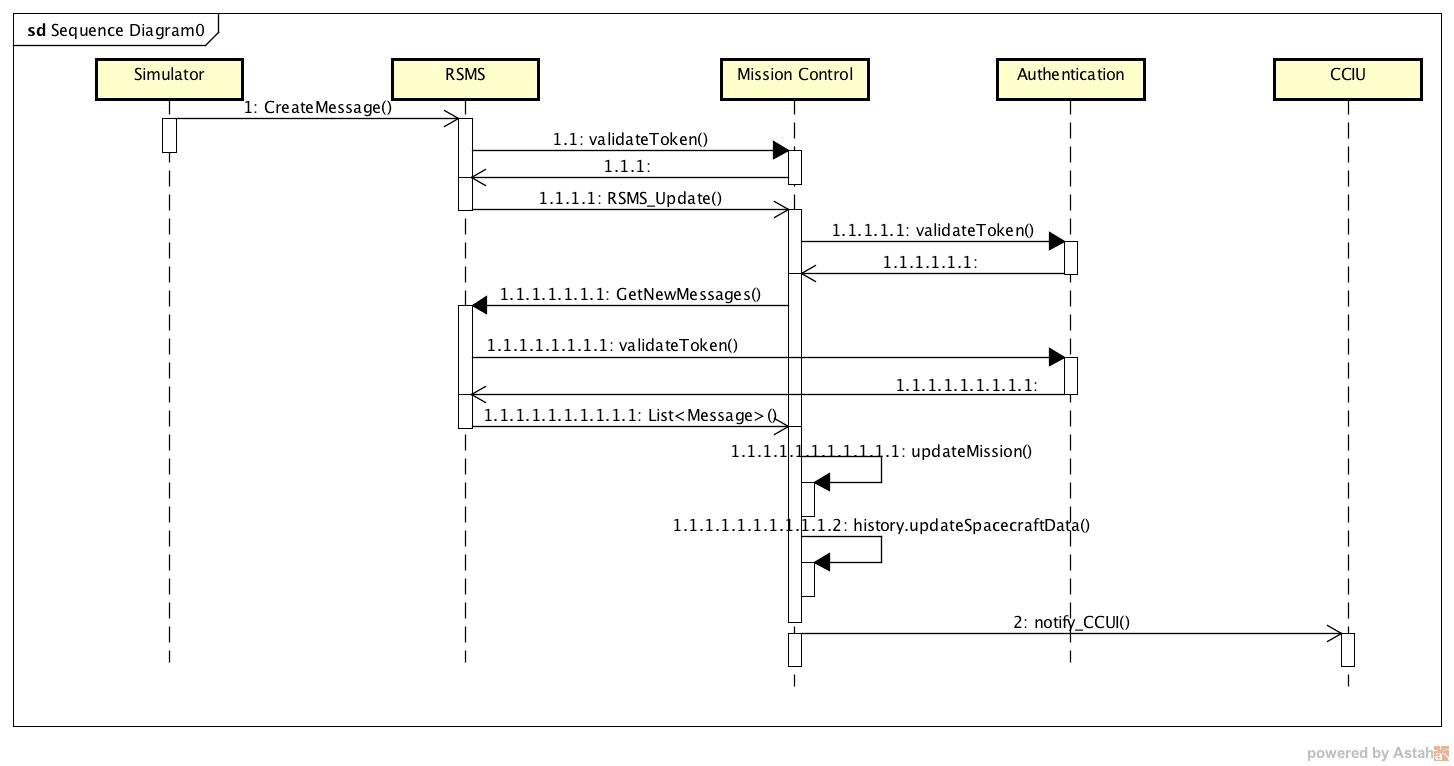 sd Sequence Diagram0
Simulator RSMS Mission Control Authentication CCIU
1: CreateMessage()
1.1: validateToken()
1.1.1:
1.1.1.1: RSMS_Update()
1.1.1.1.1: validateToken()
1.1.1.1.1.1:
1.1.1.1.1.1.1: GetNewMessages()
1.1.1.1.1.1.1.1: validateToken()
1.1.1.1.1.1.1.1.1:
1.1.1.1.1.1.1.1.1.1: List<Message>()
1.1.1.1.1.1.1.1.1.1.1: updateMission()
1.1.1.1.1.1.1.1.1.1.2: history.updateSpacecraftData()
2: notify_CCUI()
powered by Astah